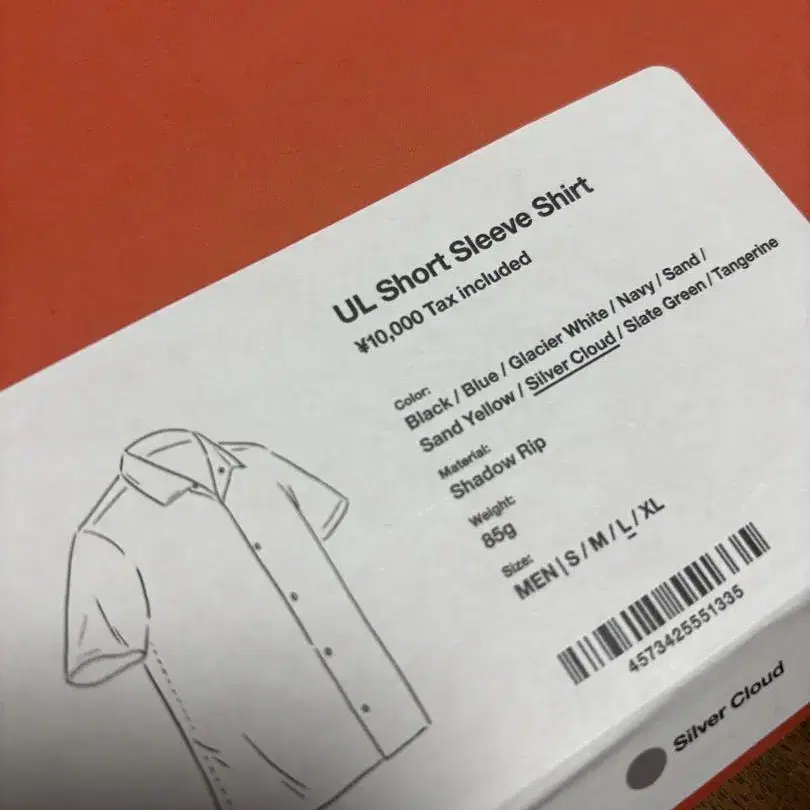 UL Short Sleeve Shirt
¥10,000 Tax included
Color:
Black / Blue / Glacier White / Navy / Sand /
Sand Yellow / Silver Cloud / Slate Green / Tangerine
Material:
Shadow Rip
Weight:
85g
Size:
MEN | S / M / L / XL
4573425551335
Silver Cloud